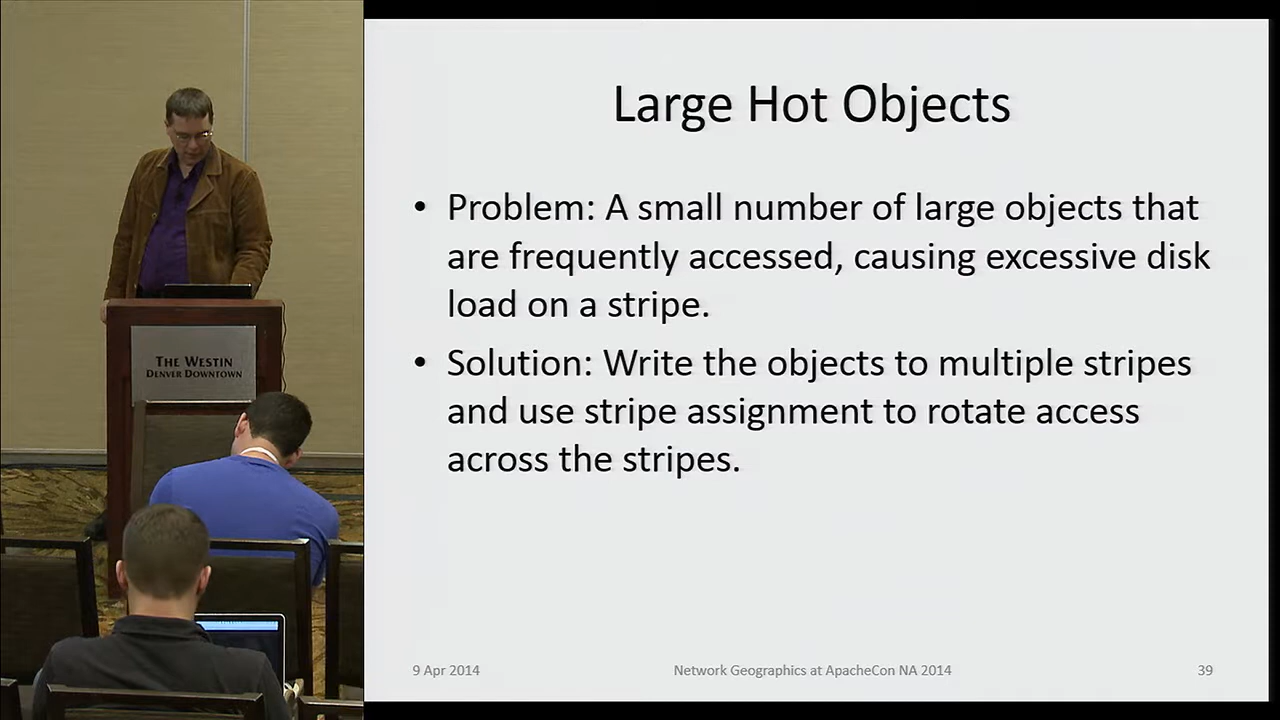 Large Hot Objects
• Problem: A small number of large objects that
are frequently accessed, causing excessive disk
load on a stripe.
• Solution: Write the objects to multiple stripes
and use stripe assignment to rotate access
across the stripes.
9 Apr 2014
Network Geographics at ApacheCon NA 2014
39
THE WESTIN
DENVER DOWNTOWN